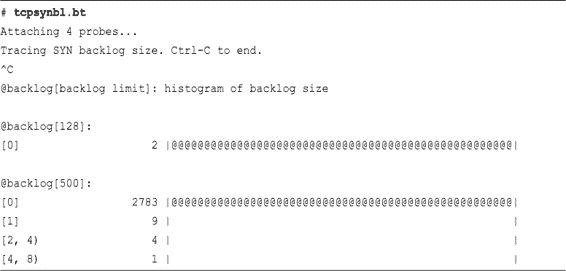 # tcpsynbl.bt
Attaching 4 probes...
Tracing SYN backlog size. Ctrl-C to end.
^C
@backlog[backlog limit]: histogram of backlog size
@backlog[128]:
[0]                    2 |@@@@@@@@@@@@@@@@@@@@@@@@@@@@@@@@@@@@@@@@@@@@@@@@@@@@|
@backlog[500]:
[0]                 2783 |@@@@@@@@@@@@@@@@@@@@@@@@@@@@@@@@@@@@@@@@@@@@@@@@@@@@|
[1]                    9 |                                                    |
[2, 4)                 4 |                                                    |
[4, 8)                 1 |                                                    |